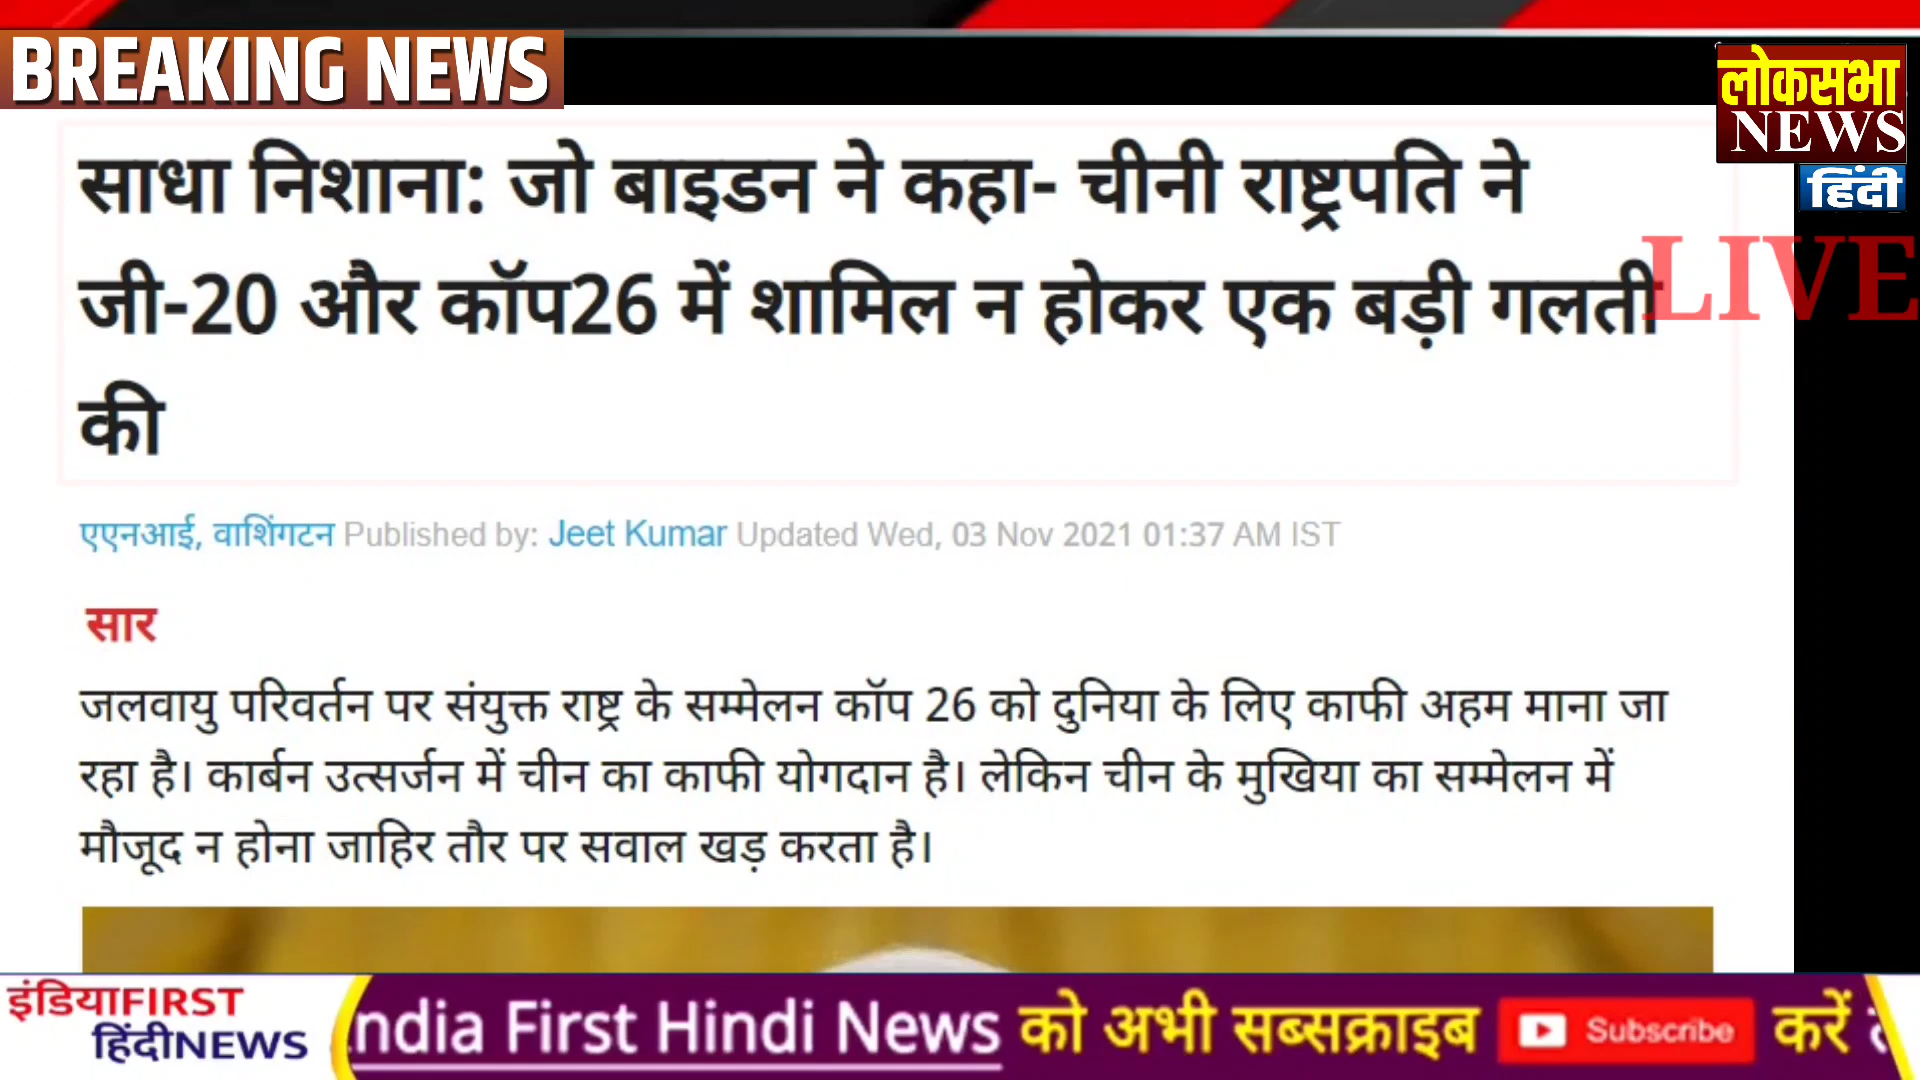 BREAKING NEWS
लोकसभा
NEWS
हिंदी
LIVE
साधा निशाना: जो बाइडन ने कहा- चीनी राष्ट्रपति ने
जी-20 और कॉप26 में शामिल न होकर एक बड़ी गलती
की
एएनआई, वाशिंगटन Published by: Jeet Kumar Updated Wed, 03 Nov 2021 01:37 AM IST
सार
जलवायु परिवर्तन पर संयुक्त राष्ट्र के सम्मेलन कॉप 26 को दुनिया के लिए काफी अहम माना जा
रहा है। कार्बन उत्सर्जन में चीन का काफी योगदान है। लेकिन चीन के मुखिया का सम्मेलन में
मौजूद न होना जाहिर तौर पर सवाल खड़ करता है।
इंडियाFIRST
हिंदीNEWS
ndia First Hindi News को अभी सब्सक्राइब Subscribe करें